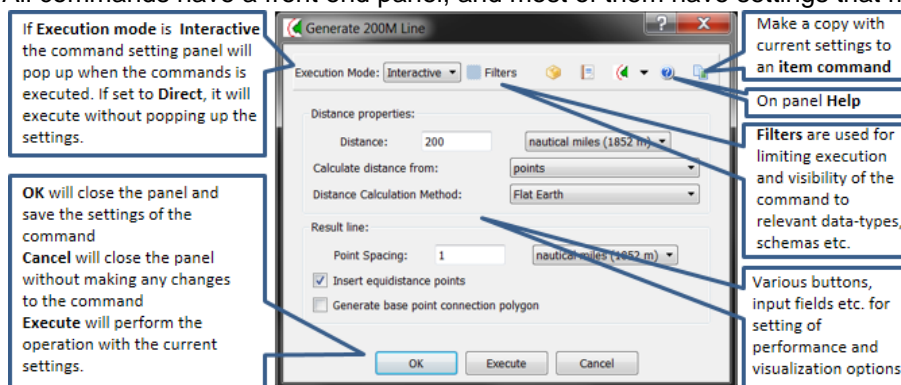 All commands have a front end panel, and most of them have settings that
If Execution mode is Interactive
the command setting panel will
pop up when the commands is
executed. If set to Direct, it will
execute without popping up the
settings.
OK will close the panel and
save the settings of the
command
Cancel will close the panel
without making any changes
to the command
Execute will perform the
operation with the current
settings.
Generate 200M Line
Execution Mode: Interactive Filters
Distance properties:
Distance: 200 nautical miles (1852 m)
Calculate distance from: points
Distance Calculation Method: Flat Earth
Result line:
Point Spacing: 1 nautical miles (1852 m)
Insert equidistance points
Generate base point connection polygon
OK Execute Cancel
Make a copy with
current settings to
an item command
On panel Help
Filters are used for
limiting execution
and visibility of the
command to
relevant data-types,
schemas etc.
Various buttons,
input fields etc. for
setting of
performance and
visualization options